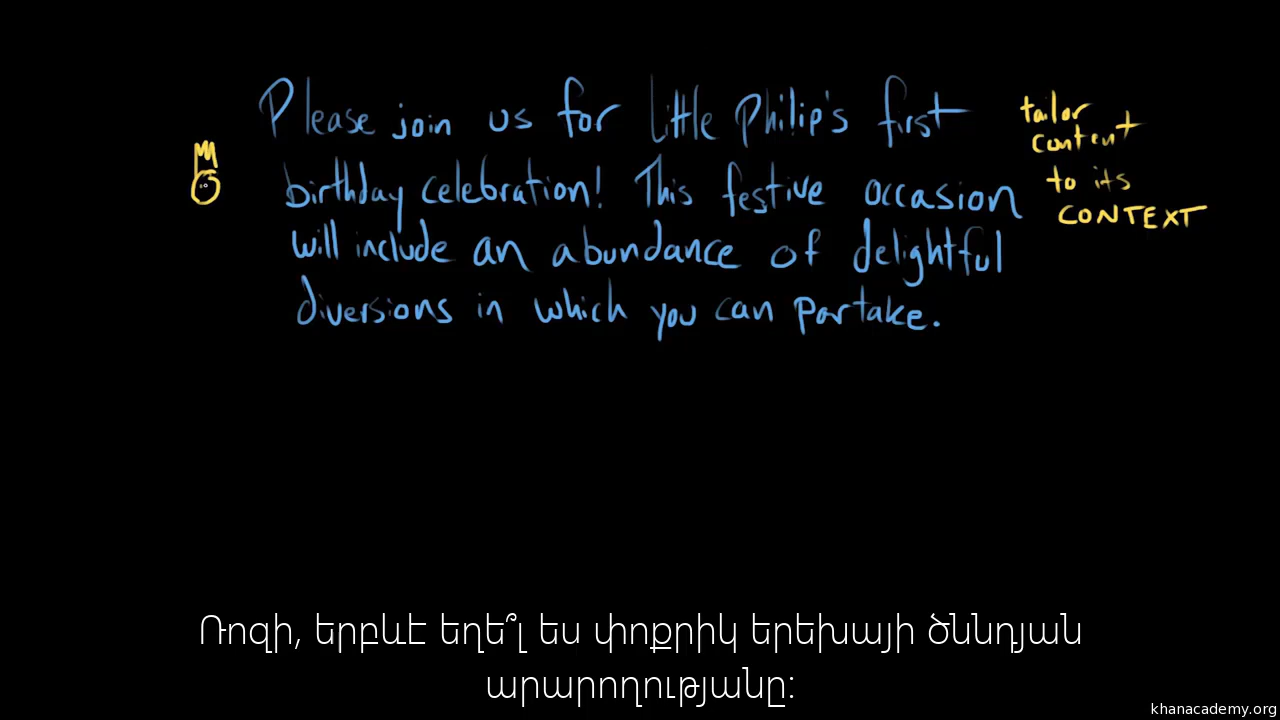 Please join us for little Philip's first
birthday celebration! This festive occasion
will include an abundance of delightful
diversions in which you can partake.
tailor
content
to its
CONTEXT
Ռոզի, երբևէ եղե՞լ ես փոքրիկ երեխայի ծննդյան
արարողությանը:
khanacademy.org